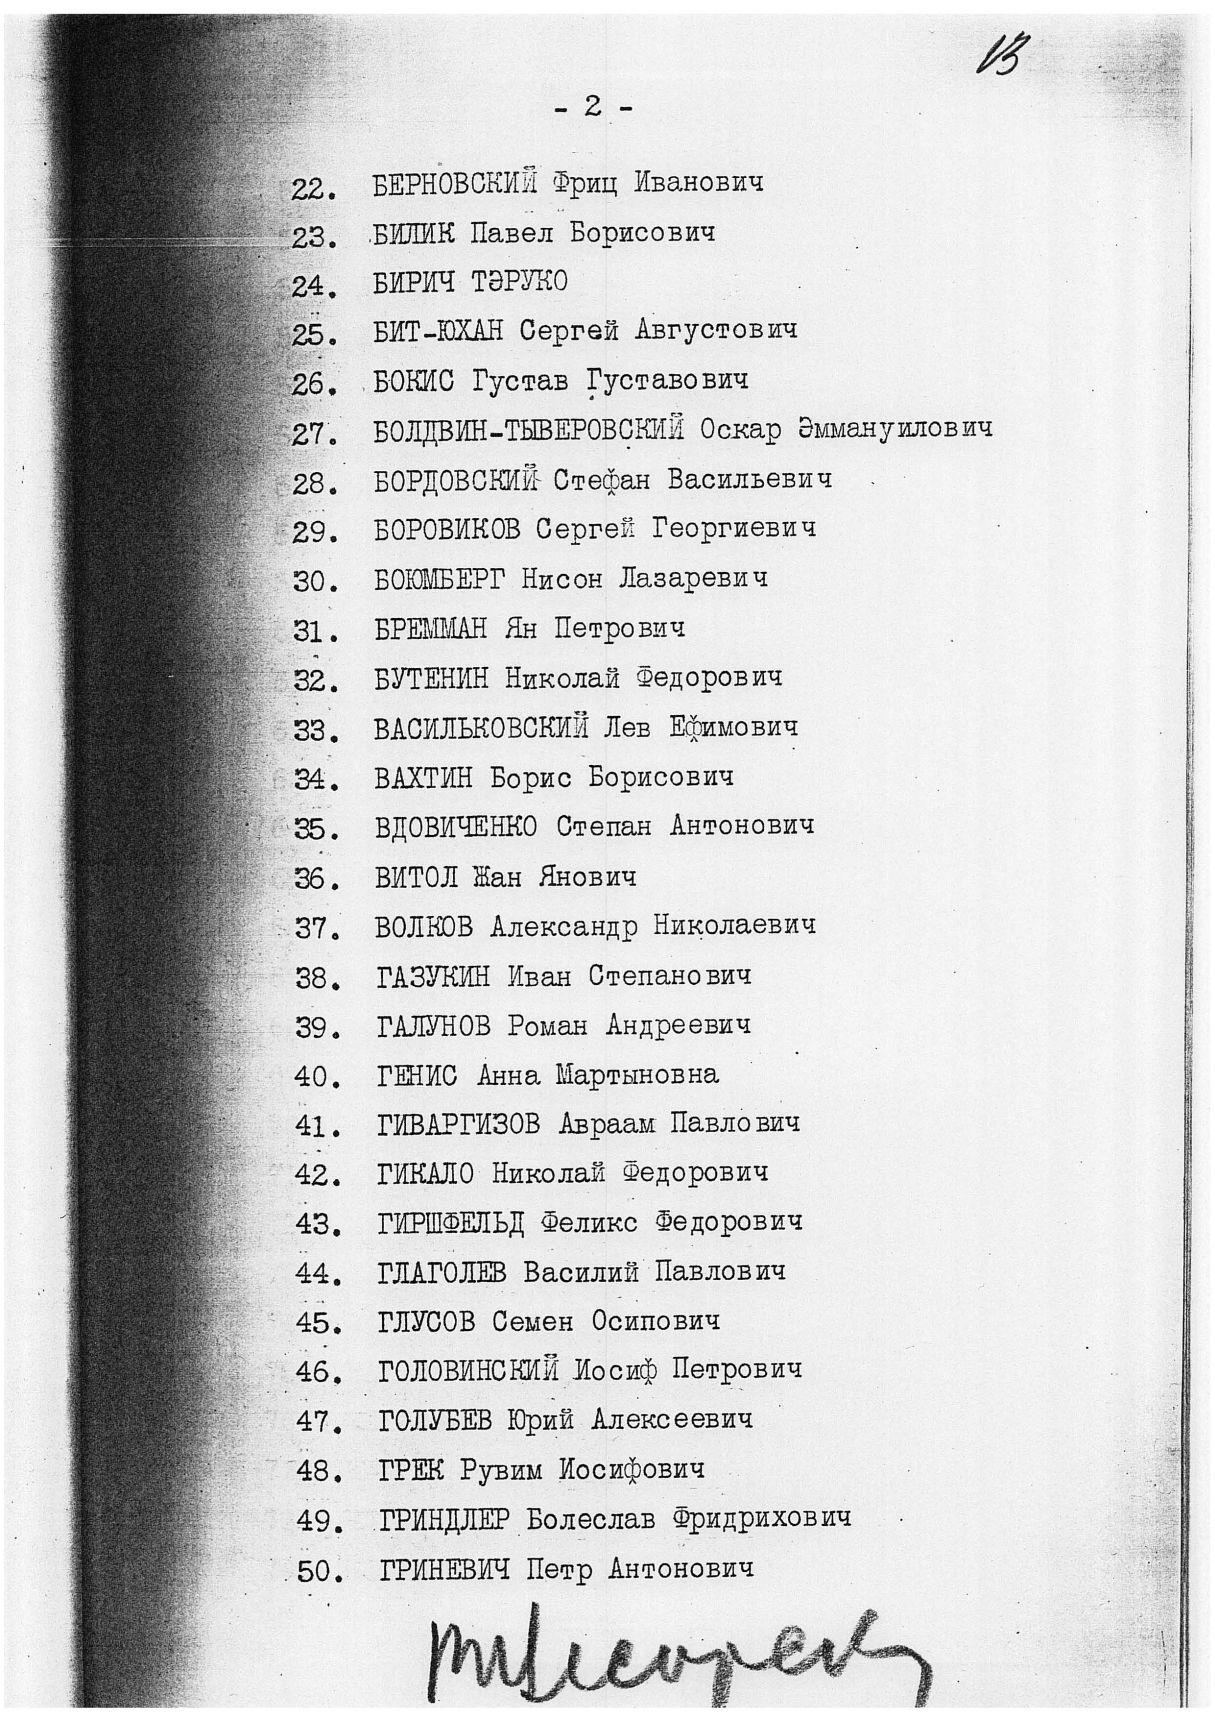 13
- 2 -
22. БЕРНОВСКИЙ Фриц Иванович
23. БИЛИК Павел Борисович
24. БИРИЧ ТЭРУКО
25. БИТ-ЮХАН Сергей Августович
26. БОКИС Густав Густавович
27. БОЛДВИН-ТЫВЕРОВСКИЙ Оскар Эммануилович
28. БОРДОВСКИЙ Стефан Васильевич
29. БОРОВИКОВ Сергей Георгиевич
30. БОЮМБЕРГ Нисон Лазаревич
31. БРЕММАН Ян Петрович
32. БУТЕНИН Николай Федорович
33. ВАСИЛЬКОВСКИЙ Лев Ефимович
34. ВАХТИН Борис Борисович
35. ВДОВИЧЕНКО Степан Антонович
36. ВИТОЛ Жан Янович
37. ВОЛКОВ Александр Николаевич
38. ГАЗУКИН Иван Степанович
39. ГАЛУНОВ Роман Андреевич
40. ГЕНИС Анна Мартыновна
41. ГИВАРГИЗОВ Авраам Павлович
42. ГИКАЛО Николай Федорович
43. ГИРШФЕЛЬД Феликс Федорович
44. ГЛАГОЛЕВ Василий Павлович
45. ГЛУСОВ Семен Осипович
46. ГОЛОВИНСКИЙ Иосиф Петрович
47. ГОЛУБЕВ Юрий Алексеевич
48. ГРЕК Рувим Иосифович
49. ГРИНДЛЕР Болеслав Фридрихович
50. ГРИНЕВИЧ Петр Антонович